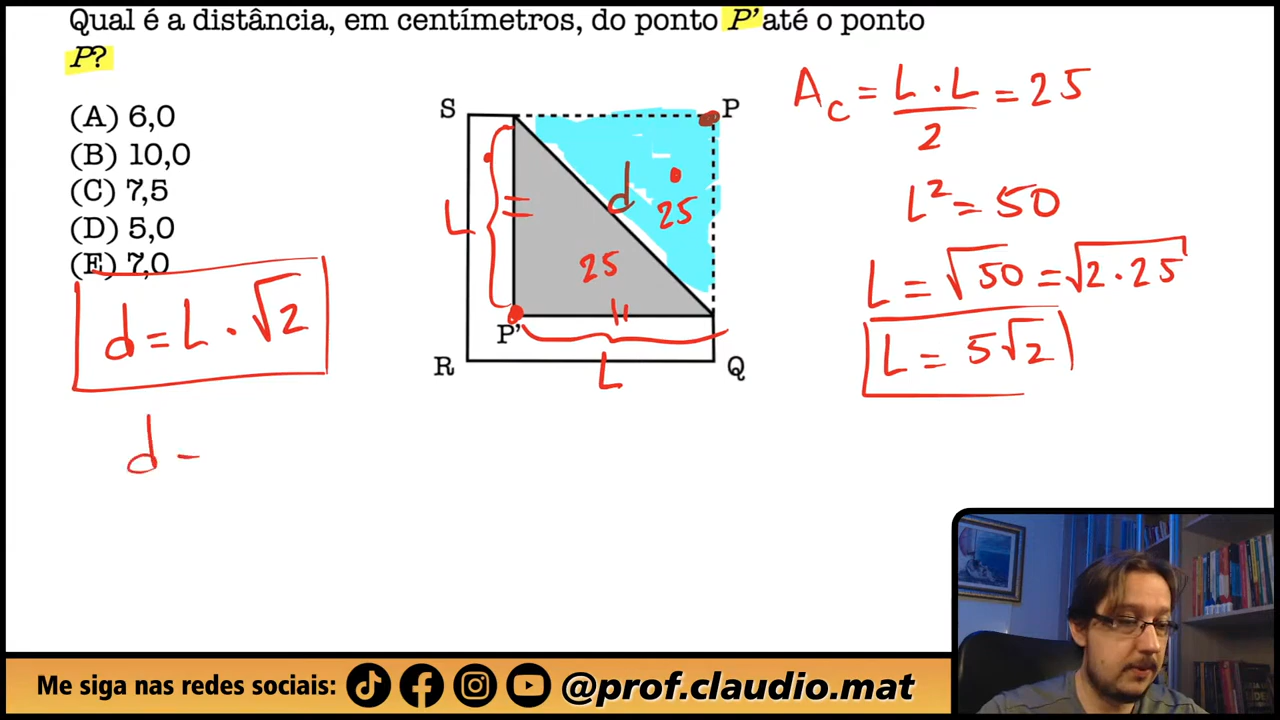 Qual é a distância, em centímetros, do ponto P' até o ponto
P?
(A) 6,0
(B) 10,0
(C) 7,5
(D) 5,0
(E) 7,0
d = L · √2
d -
S
P
L
d
25
25
P'
R
L
Q
A_C = L · L / 2 = 25
L² = 50
L = √50 = √2 · 25
L = 5√2
Me siga nas redes sociais: @prof.claudio.mat